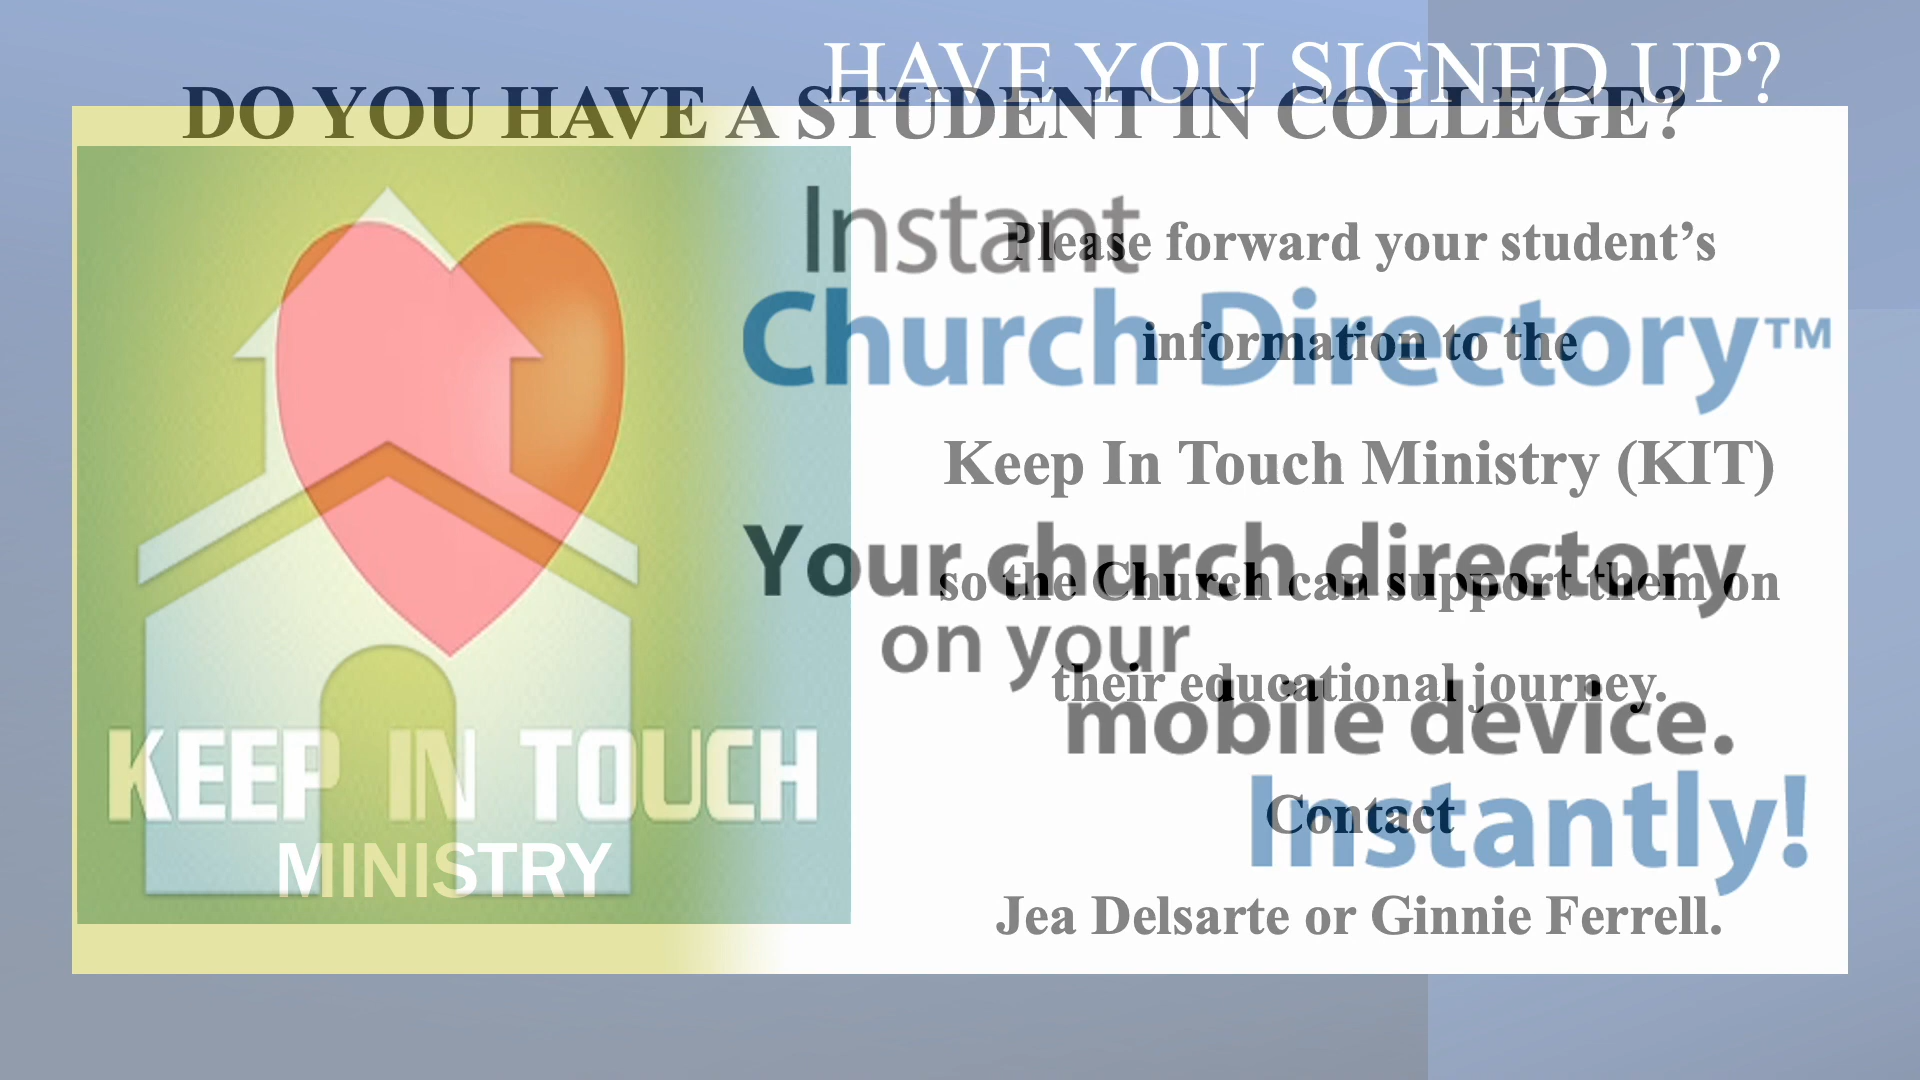 HAVE YOU SIGNED UP?
DO YOU HAVE A STUDENT IN COLLEGE?
Instant
Church Directory™
Your church directory
on your
mobile device.
Instantly!
Please forward your student’s
information to the
Keep In Touch Ministry (KIT)
so the Church can support them on
their educational journey.
Contact
Jea Delsarte or Ginnie Ferrell.
KEEP IN TOUCH
MINISTRY